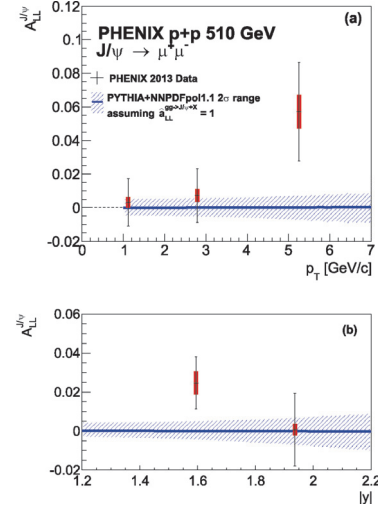 A_LL^J/ψ
(a)
PHENIX p+p 510 GeV
J/ψ → μ⁺μ⁻
PHENIX 2013 Data
PYTHIA+NNPDFpol1.1 2σ range
assuming â_LL^gg->J/ψ+X = 1
0.12
0.1
0.08
0.06
0.04
0.02
0
-0.02
0 1 2 3 4 5 6 7
p_T [GeV/c]
A_LL^J/ψ
(b)
0.06
0.04
0.02
0
-0.02
1.2 1.4 1.6 1.8 2 2.2
|y|